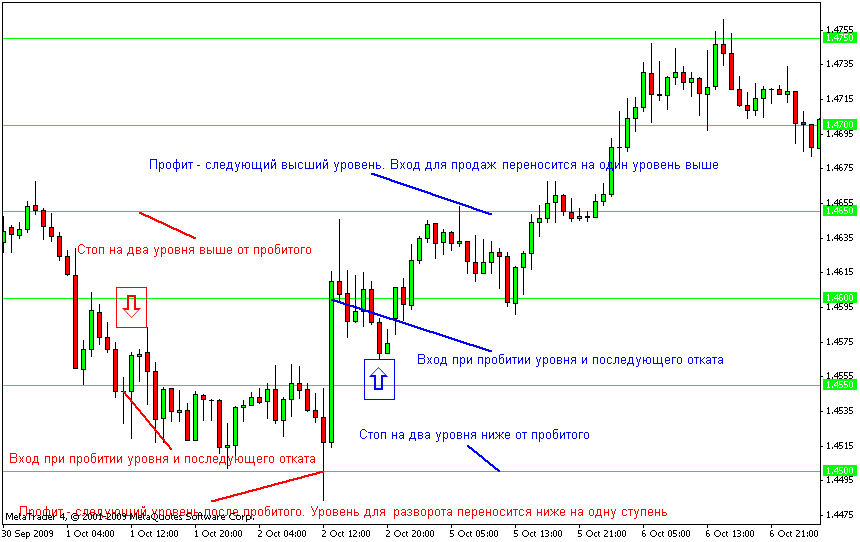 1.4755
1.4750
1.4735
1.4715
1.4700
1.4695
Профит - следующий высший уровень. Вход для продаж переносится на один уровень выше
1.4675
1.4655
1.4650
Стоп на два уровня выше от пробитого
1.4635
1.4615
1.4600
1.4595
1.4575
Вход при пробитии уровня и последующего отката
1.4555
1.4550
1.4535
Стоп на два уровня ниже от пробитого
1.4515
Вход при пробитии уровня и последующего отката
1.4500
1.4495
Профит - следующий уровень после пробитого. Уровень для разворота переносится ниже на одну ступень
MetaTrader 4, © 2001-2009 MetaQuotes Software Corp.
1.4475
30 Sep 2009 1 Oct 04:00 1 Oct 12:00 1 Oct 20:00 2 Oct 04:00 2 Oct 12:00 2 Oct 20:00 5 Oct 05:00 5 Oct 13:00 5 Oct 21:00 6 Oct 05:00 6 Oct 13:00 6 Oct 21:00